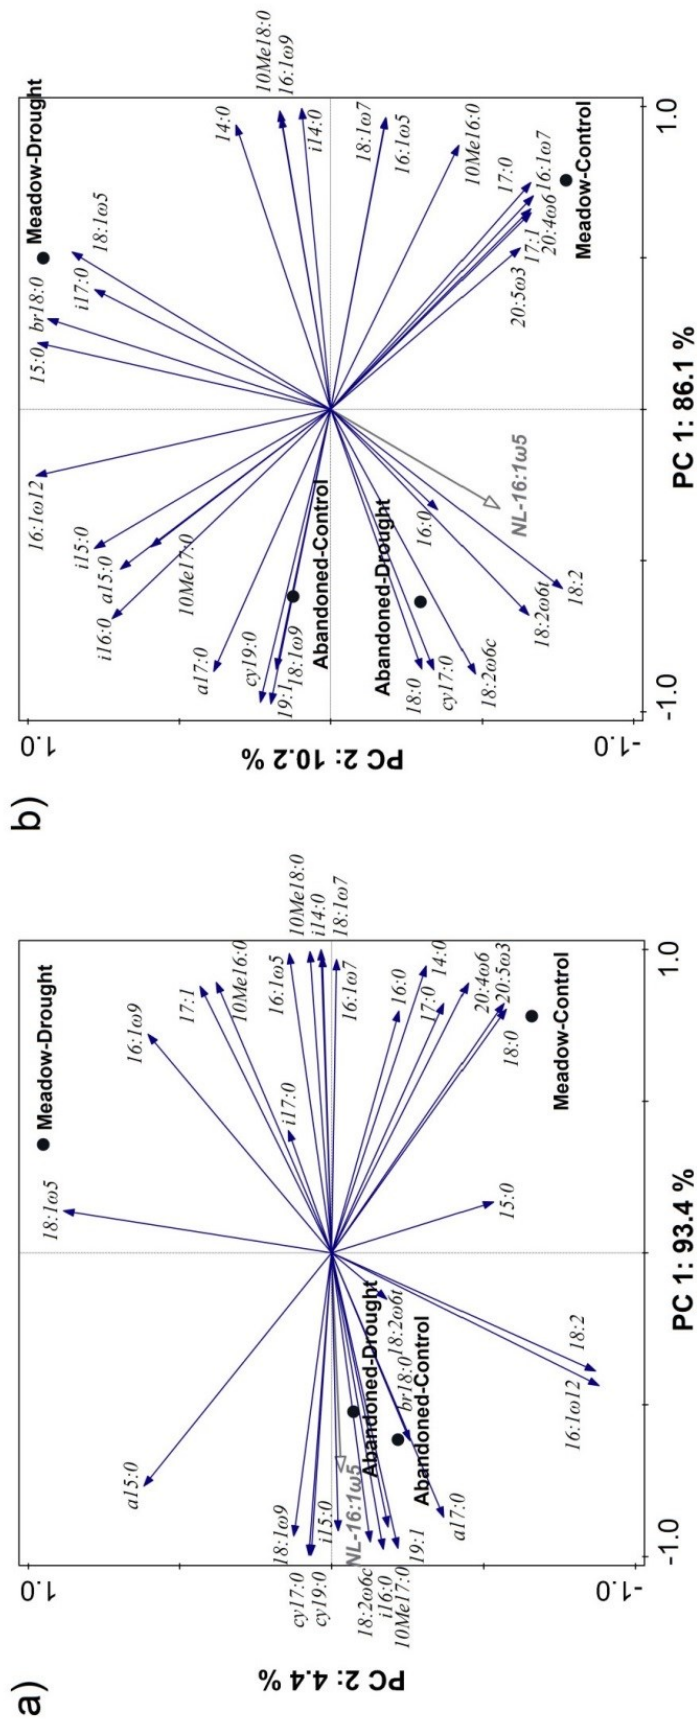 a)
PC 2: 4.4 %
1.0
-1.0
Meadow-Drought
18:1ω5
16:1ω9
a15:0
17:1
10Me16:0
i17:0
16:1ω5
10Me18:0
i14:0
18:1ω7
16:1ω7
18:1ω9
cy17:0
cy19:0
i15:0
NL-16:1ω5
18:2ω6c
i16:0
10Me17:0
19:1
a17:0
Abandoned-Drought
18:2ω6t
br18:0
Abandoned-Control
16:0
14:0
17:0
20:4ω6
20:5ω3
18:0
Meadow-Control
15:0
18:2
16:1ω12
-1.0
1.0
PC 1: 93.4 %
b)
PC 2: 10.2 %
1.0
-1.0
Meadow-Drought
15:0
br18:0
18:1ω5
i17:0
16:1ω12
i15:0
a15:0
i16:0
10Me17:0
14:0
10Me18:0
16:1ω9
i14:0
a17:0
cy19:0
19:1
18:1ω9
Abandoned-Control
18:1ω7
16:1ω5
10Me16:0
17:0
16:1ω7
20:4ω6
17:1
20:5ω3
Meadow-Control
Abandoned-Drought
18:0
cy17:0
18:2ω6c
16:0
NL-16:1ω5
18:2ω6t
18:2
-1.0
1.0
PC 1: 86.1 %